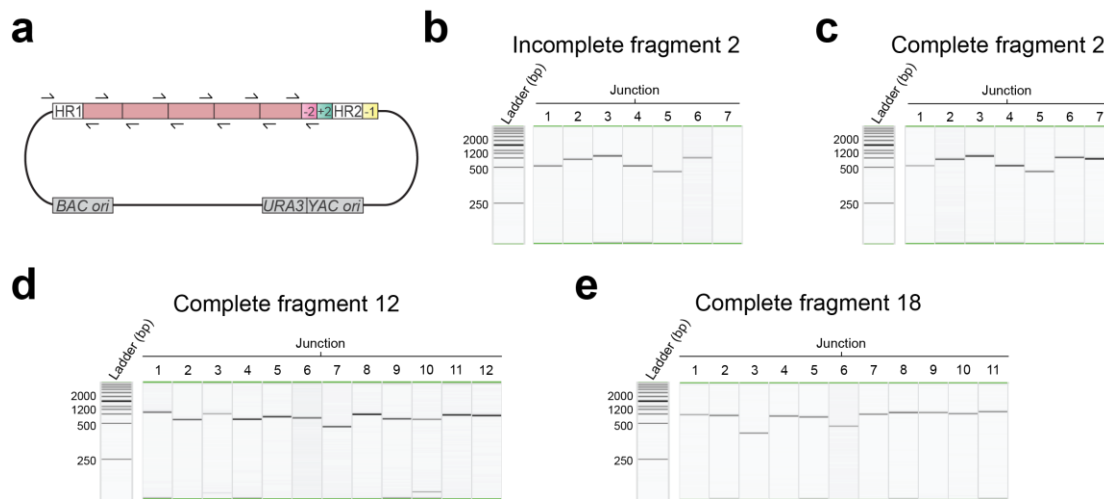 a
HR1
-2
+2
HR2
-1
BAC ori
URA3
YAC ori
b
Incomplete fragment 2
Ladder (bp)
Junction
1 2 3 4 5 6 7
2000
1200
500
250
c
Complete fragment 2
Ladder (bp)
Junction
1 2 3 4 5 6 7
2000
1200
500
250
d
Complete fragment 12
Ladder (bp)
Junction
1 2 3 4 5 6 7 8 9 10 11 12
2000
1200
500
250
e
Complete fragment 18
Ladder (bp)
Junction
1 2 3 4 5 6 7 8 9 10 11
2000
1200
500
250